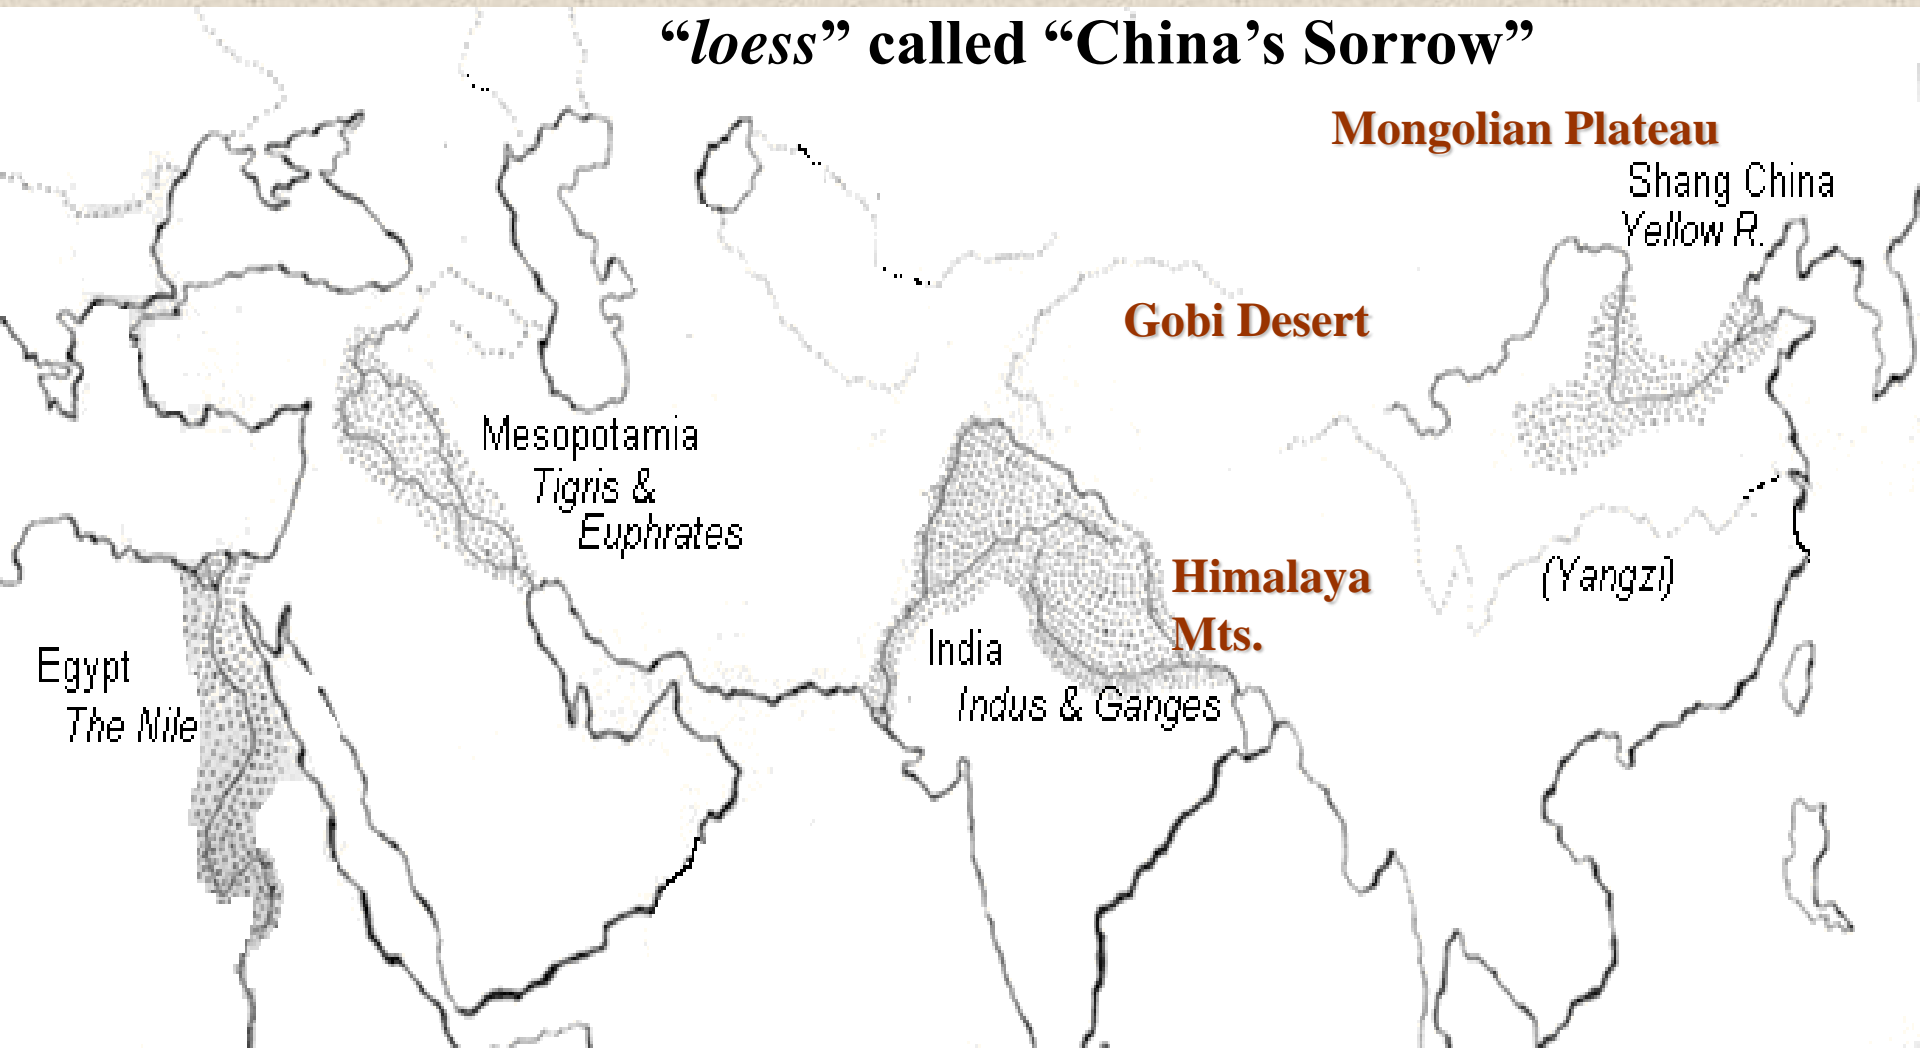 “loess” called “China’s Sorrow”
Mongolian Plateau
Shang China
Yellow R.
Gobi Desert
Mesopotamia
Tigris &
Euphrates
Himalaya
Mts.
(Yangzi)
India
Indus & Ganges
Egypt
The Nile